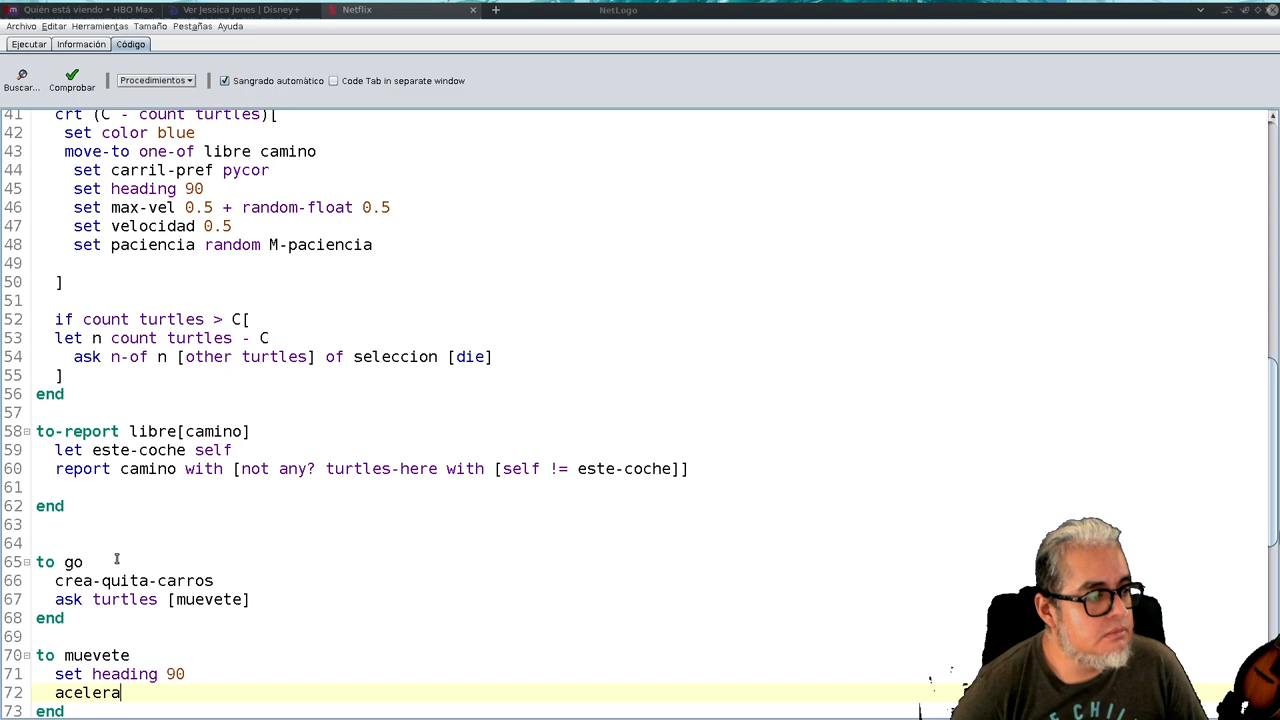 Quién está viendo • HBO Max
Ver Jessica Jones | Disney+
Netflix
NetLogo
Archivo Editar Herramientas Tamaño Pestañas Ayuda
Ejecutar Información Código
Buscar... Comprobar Procedimientos Sangrado automático Code Tab in separate window
41 crt (C - count turtles)[
42 set color blue
43 move-to one-of libre camino
44 set carril-pref pycor
45 set heading 90
46 set max-vel 0.5 + random-float 0.5
47 set velocidad 0.5
48 set paciencia random M-paciencia
49
50 ]
51
52 if count turtles > C[
53 let n count turtles - C
54 ask n-of n [other turtles] of seleccion [die]
55 ]
56 end
57
58 to-report libre[camino]
59 let este-coche self
60 report camino with [not any? turtles-here with [self != este-coche]]
61
62 end
63
64
65 to go
66 crea-quita-carros
67 ask turtles [muevete]
68 end
69
70 to muevete
71 set heading 90
72 acelera
73 end